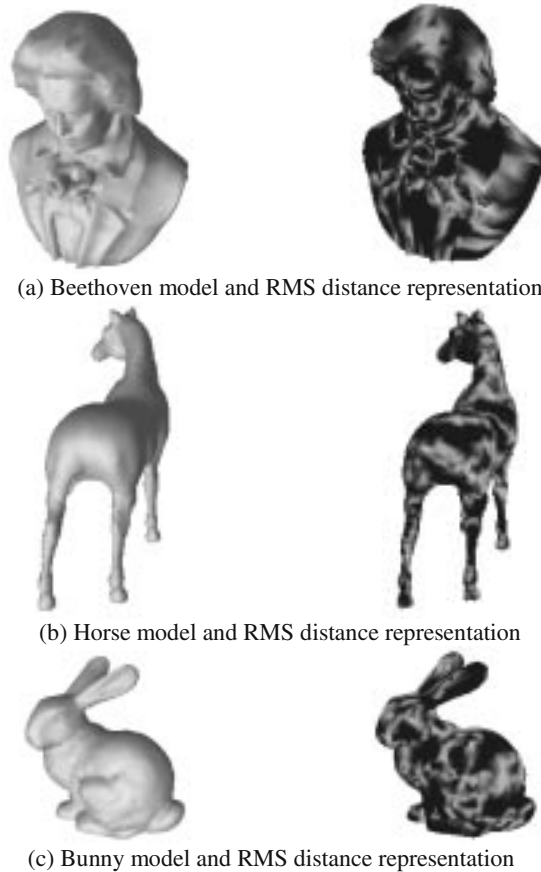 (a) Beethoven model and RMS distance representation
(b) Horse model and RMS distance representation
(c) Bunny model and RMS distance representation